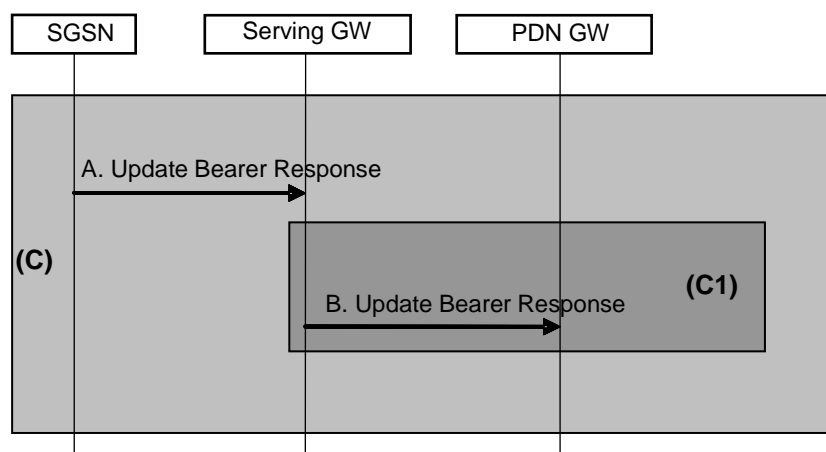 SGSN
Serving GW
PDN GW
A. Update Bearer Response
(C)
(C1)
B. Update Bearer Response